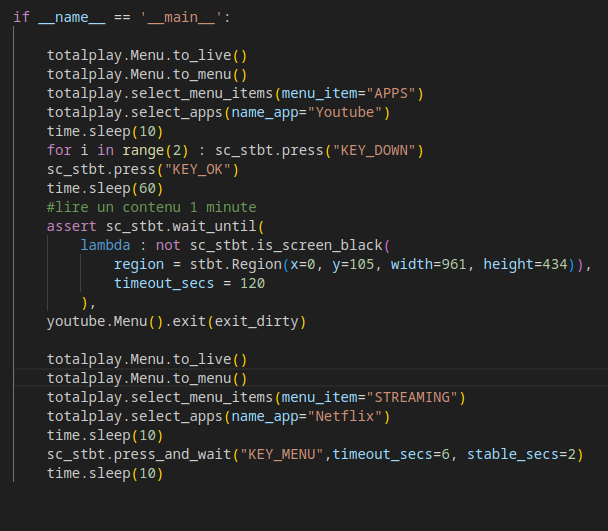 if __name__ == '__main__':
totalplay.Menu.to_live()
totalplay.Menu.to_menu()
totalplay.select_menu_items(menu_item="APPS")
totalplay.select_apps(name_app="Youtube")
time.sleep(10)
for i in range(2) : sc_stbt.press("KEY_DOWN")
sc_stbt.press("KEY_OK")
time.sleep(60)
#lire un contenu 1 minute
assert sc_stbt.wait_until(
lambda : not sc_stbt.is_screen_black(
region = stbt.Region(x=0, y=105, width=961, height=434)),
timeout_secs = 120
),
youtube.Menu().exit(exit_dirty)
totalplay.Menu.to_live()
totalplay.Menu.to_menu()
totalplay.select_menu_items(menu_item="STREAMING")
totalplay.select_apps(name_app="Netflix")
time.sleep(10)
sc_stbt.press_and_wait("KEY_MENU",timeout_secs=6, stable_secs=2)
time.sleep(10)